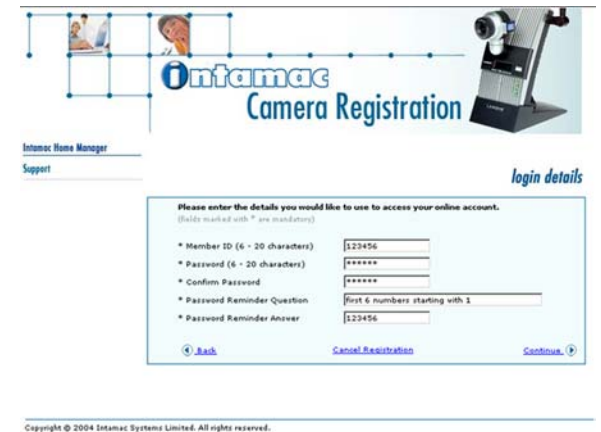 intamac
Camera Registration
Intamac Home Manager
Support
login details
Please enter the details you would like to use to access your online account.
(fields marked with * are mandatory)
* Member ID (6 - 20 characters) 123456
* Password (6 - 20 characters) ******
* Confirm Password ******
* Password Reminder Question first 6 numbers starting with 1
* Password Reminder Answer 123456
Back Cancel Registration Continue
Copyright © 2004 Intamac Systems Limited. All rights reserved.